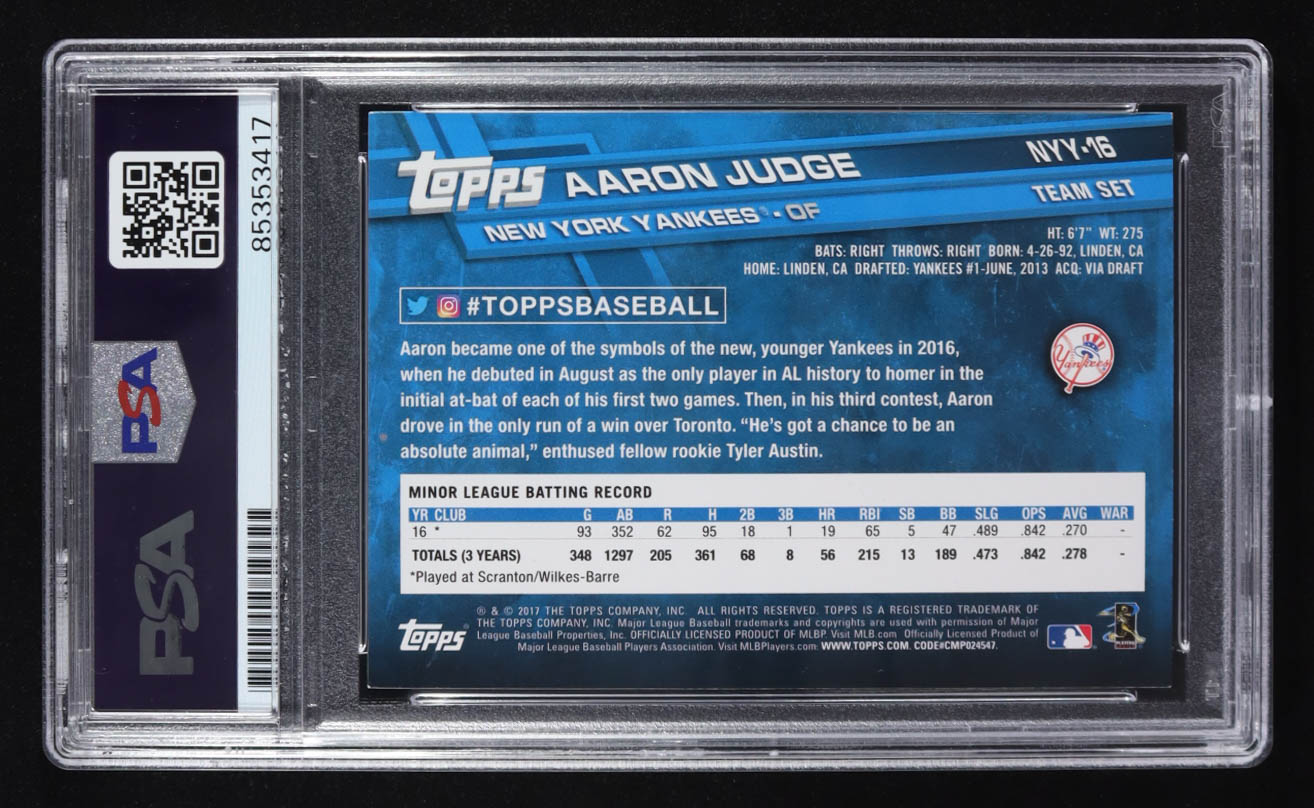 85353417
PSA
PSA
TOPPS AARON JUDGE NYY-16
NEW YORK YANKEES® - OF TEAM SET
HT: 6'7" WT: 275
BATS: RIGHT THROWS: RIGHT BORN: 4-26-92, LINDEN, CA
HOME: LINDEN, CA DRAFTED: YANKEES #1-JUNE, 2013 ACQ: VIA DRAFT
#TOPPSBASEBALL
Aaron became one of the symbols of the new, younger Yankees in 2016,
when he debuted in August as the only player in AL history to homer in the
initial at-bat of each of his first two games. Then, in his third contest, Aaron
drove in the only run of a win over Toronto. “He's got a chance to be an
absolute animal,” enthused fellow rookie Tyler Austin.
Yankees
MINOR LEAGUE BATTING RECORD
YR CLUB G AB R H 2B 3B HR RBI SB BB SLG OPS AVG WAR
16 * 93 352 62 95 18 1 19 65 5 47 .489 .842 .270 -
TOTALS (3 YEARS) 348 1297 205 361 68 8 56 215 13 189 .473 .842 .278 -
*Played at Scranton/Wilkes-Barre
TOPPS
® & © 2017 THE TOPPS COMPANY, INC. ALL RIGHTS RESERVED. TOPPS IS A REGISTERED TRADEMARK OF
THE TOPPS COMPANY, INC. Major League Baseball trademarks and copyrights are used with permission of Major
League Baseball Properties, Inc. OFFICIALLY LICENSED PRODUCT OF MLBP. Visit MLB.com Officially Licensed Product of
Major League Baseball Players Association. Visit MLBPlayers.com. WWW.TOPPS.COM. CODE#CMP024547.